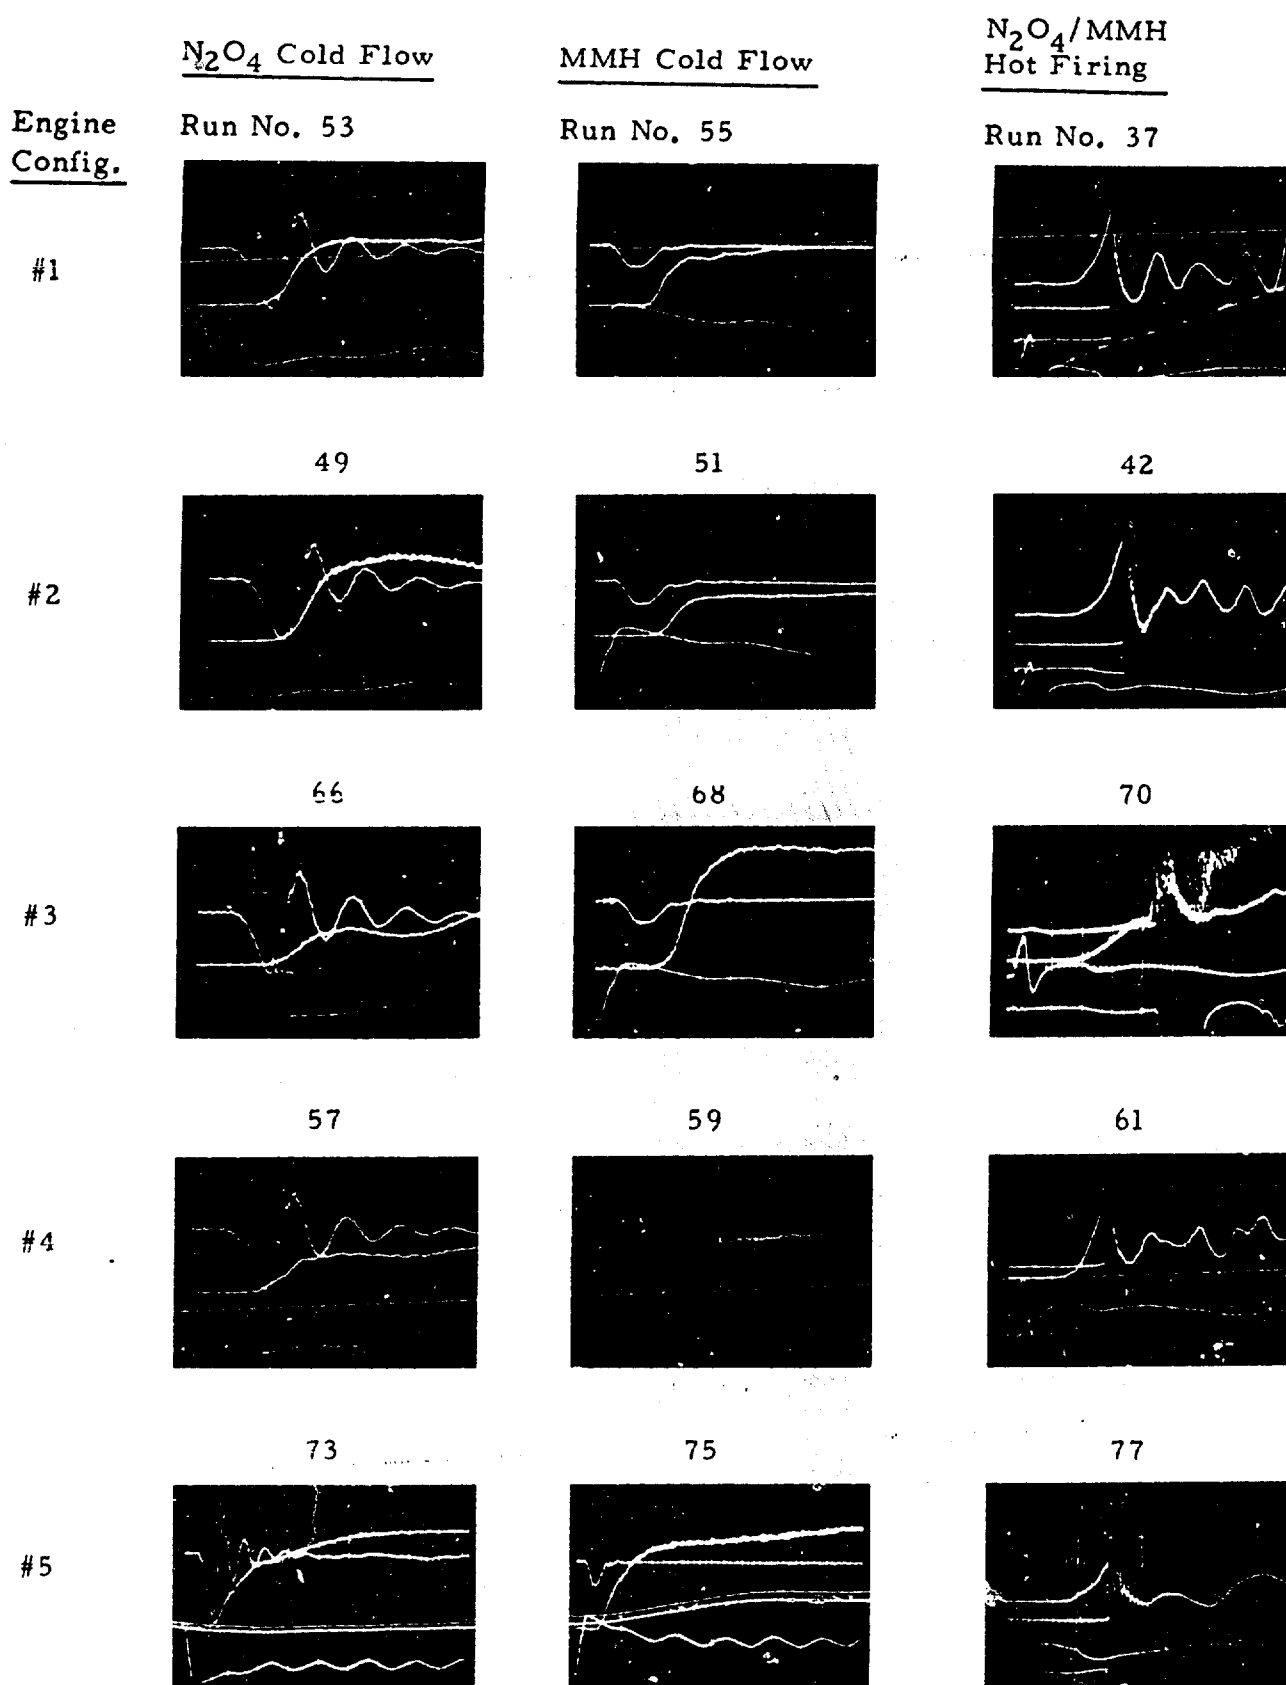 N₂O₄ Cold Flow
MMH Cold Flow
N₂O₄/MMH
Hot Firing
Engine
Config.
Run No. 53
Run No. 55
Run No. 37
#1
49
51
42
#2
66
68
70
#3
57
59
61
#4
73
75
77
#5